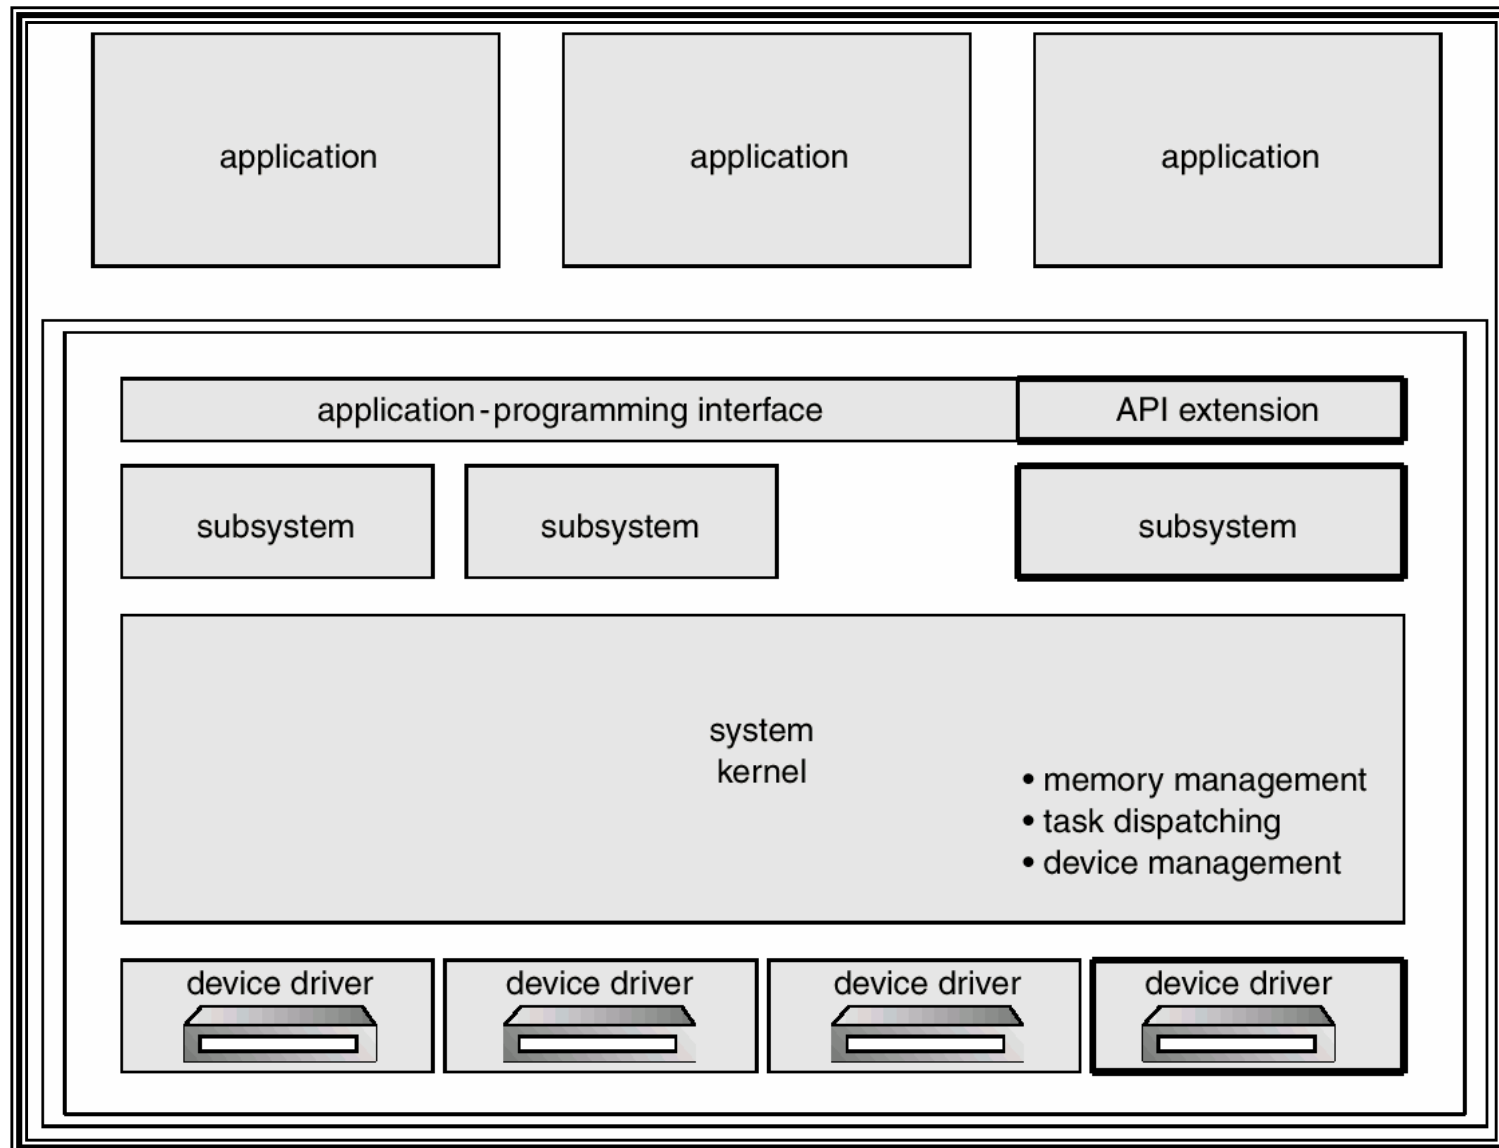 application
application
application
application-programming interface
API extension
subsystem
subsystem
subsystem
system
kernel
• memory management
• task dispatching
• device management
device driver
device driver
device driver
device driver